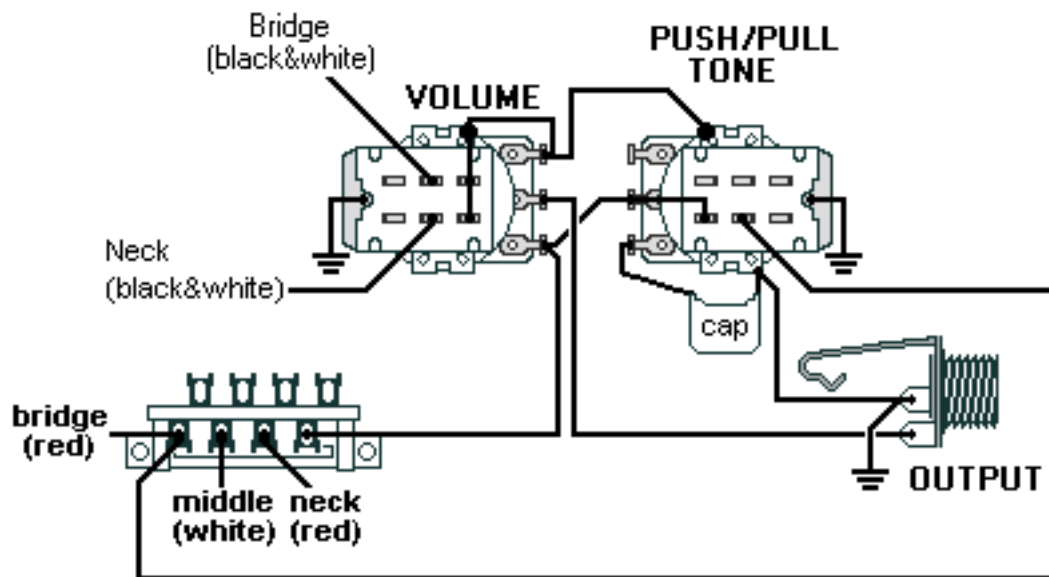 Bridge
(black&white)
VOLUME
PUSH/PULL
TONE
Neck
(black&white)
cap
bridge
(red)
middle
(white)
neck
(red)
OUTPUT